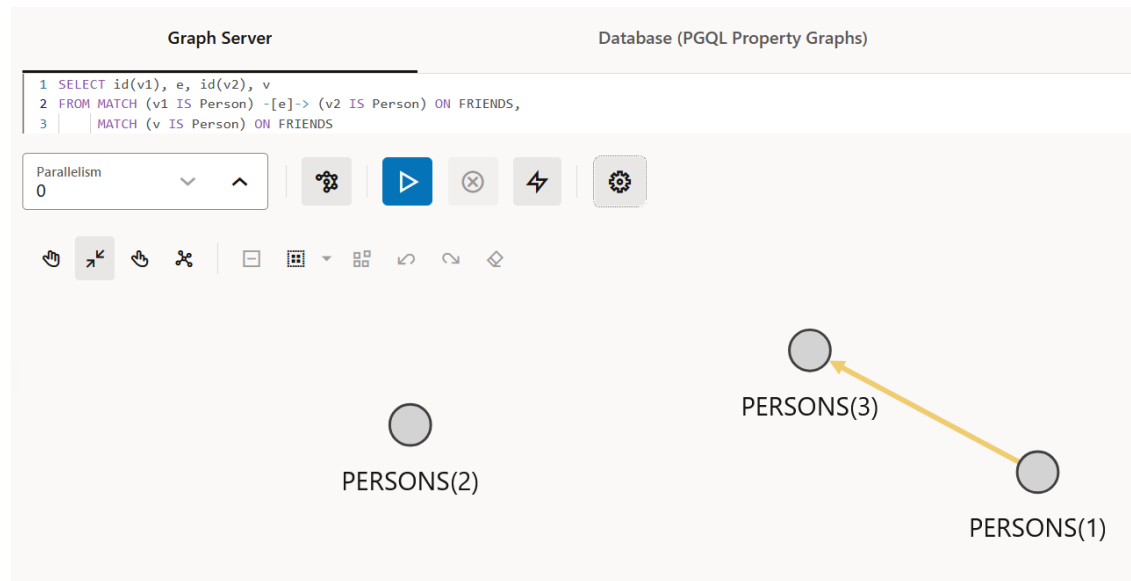 Graph Server
Database (PGQL Property Graphs)
1 SELECT id(v1), e, id(v2), v
2 FROM MATCH (v1 IS Person) -[e]-> (v2 IS Person) ON FRIENDS,
3 MATCH (v IS Person) ON FRIENDS
Parallelism
0
PERSONS(3)
PERSONS(2)
PERSONS(1)